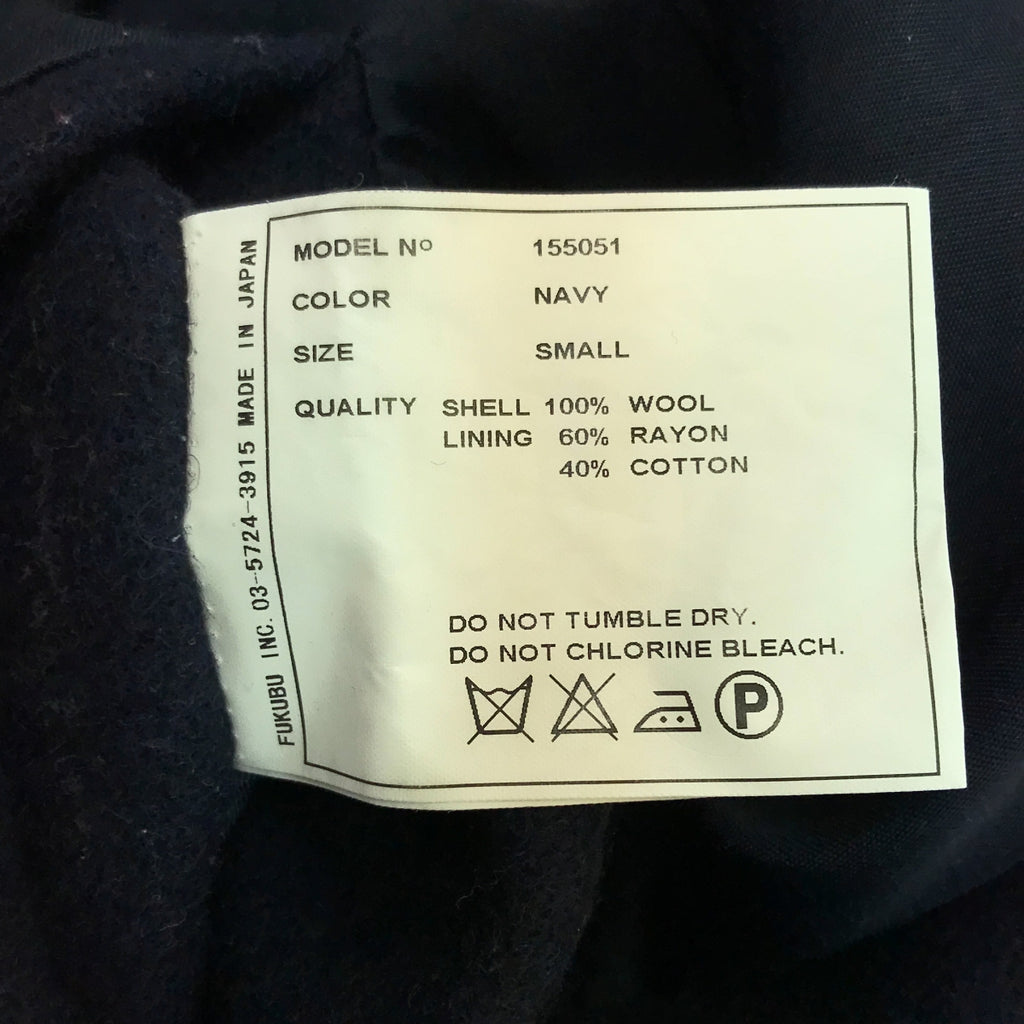 MODEL Nº 155051
COLOR NAVY
SIZE SMALL
QUALITY SHELL 100% WOOL
LINING 60% RAYON
40% COTTON
DO NOT TUMBLE DRY.
DO NOT CHLORINE BLEACH.
P
FUKUBU INC. 03-5724-3915 MADE IN JAPAN